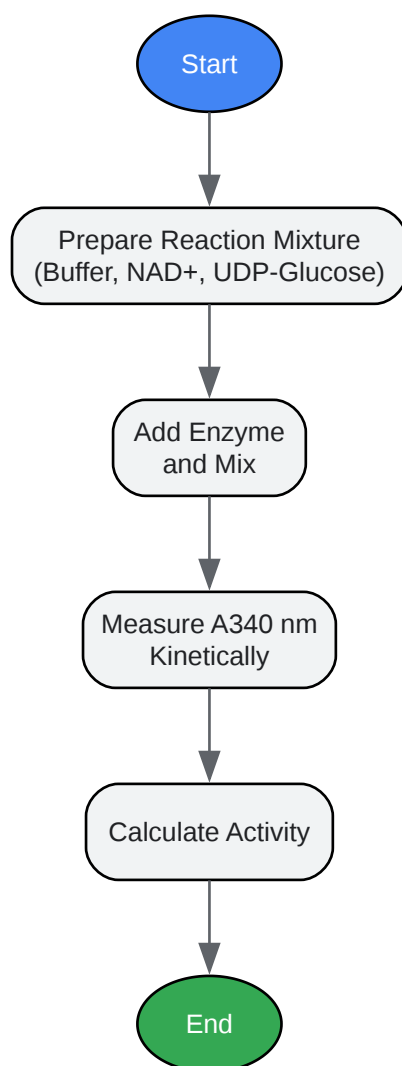 Start
Prepare Reaction Mixture
(Buffer, NAD+, UDP-Glucose)
Add Enzyme
and Mix
Measure A340 nm
Kinetically
Calculate Activity
End